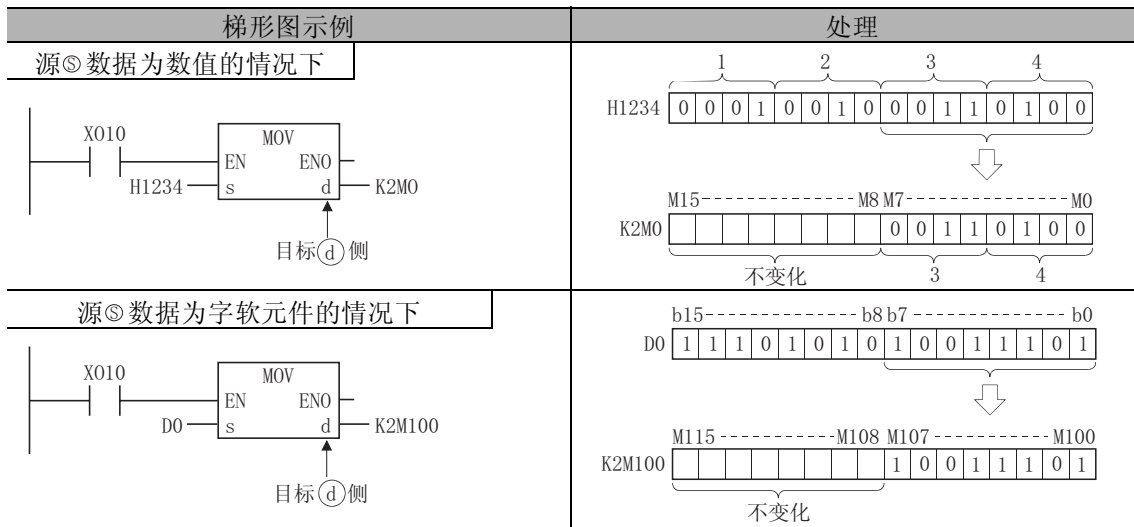 梯形图示例 处理
源Ⓢ数据为数值的情况下
X010
MOV
EN ENO
H1234 s d K2M0
目标ⓓ侧
1 2 3 4
H1234 0 0 0 1 0 0 1 0 0 0 1 1 0 1 0 0
M15 M8 M7 M0
K2M0 0 0 1 1 0 1 0 0
不变化 3 4
源Ⓢ数据为字软元件的情况下
X010
MOV
EN ENO
D0 s d K2M100
目标ⓓ侧
b15 b8 b7 b0
D0 1 1 1 0 1 0 1 0 1 0 0 1 1 1 0 1
M115 M108 M107 M100
K2M100 1 0 0 1 1 1 0 1
不变化